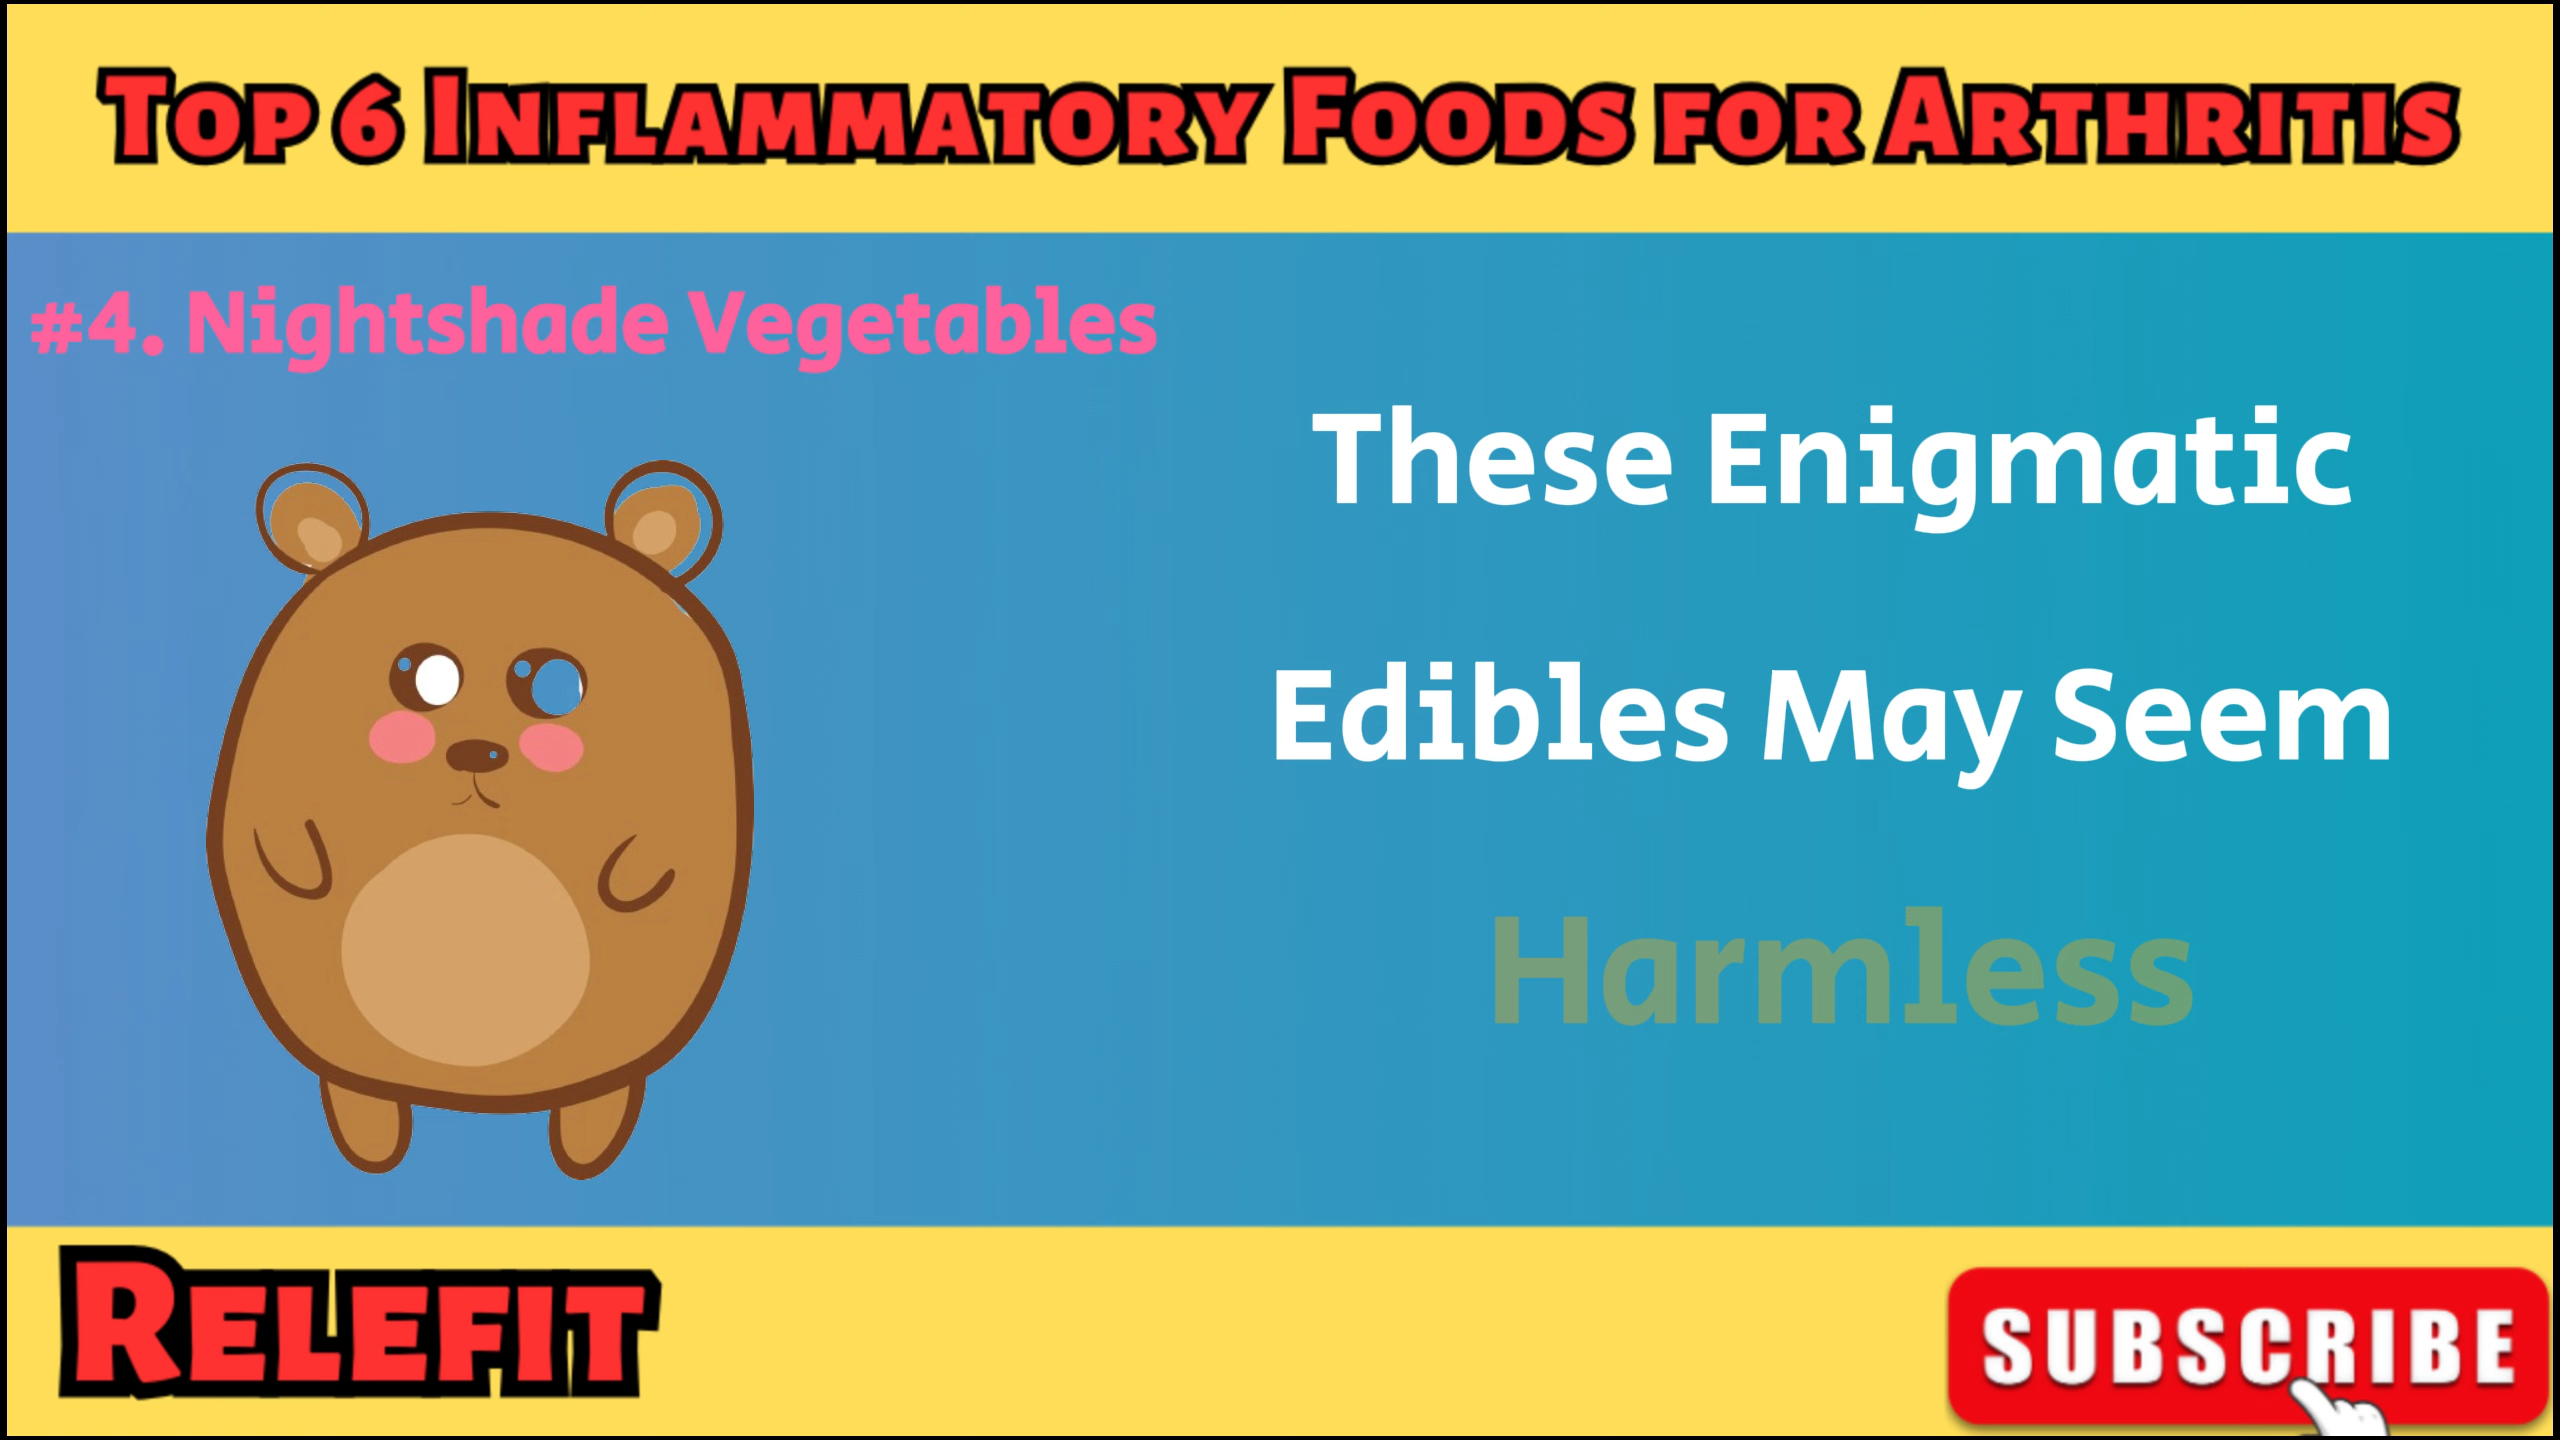 Top 6 Inflammatory Foods for Arthritis
#4. Nightshade Vegetables
These Enigmatic
Edibles May Seem
Harmless
Relefit
SUBSCRIBE